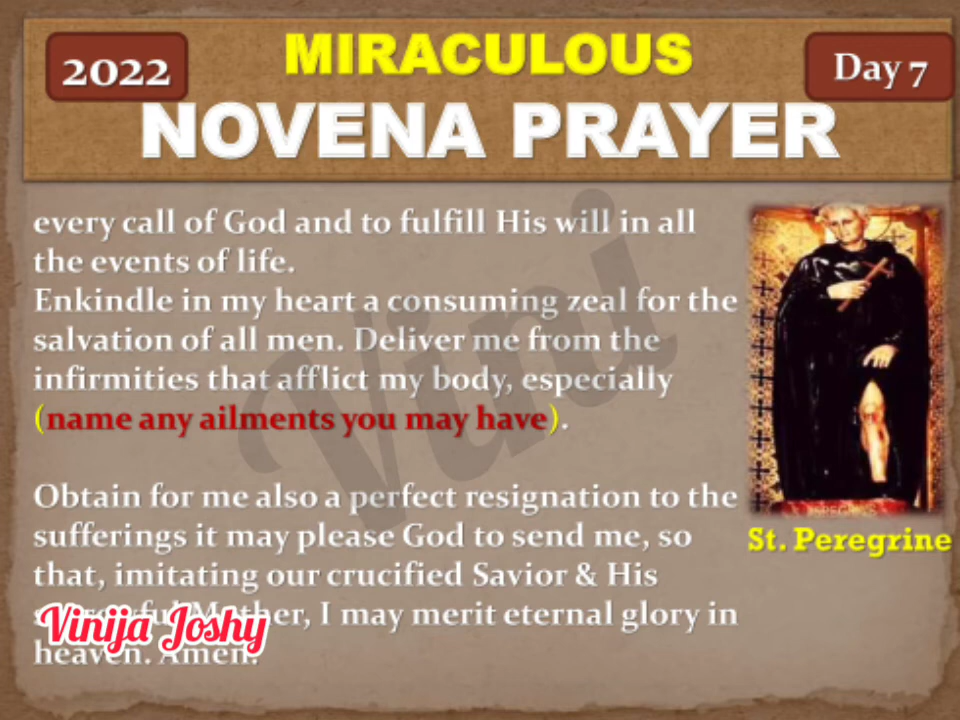 2022
MIRACULOUS
Day 7
NOVENA PRAYER
every call of God and to fulfill His will in all
the events of life.
Enkindle in my heart a consuming zeal for the
salvation of all men. Deliver me from the
infirmities that afflict my body, especially
(name any ailments you may have).
Obtain for me also a perfect resignation to the
sufferings it may please God to send me, so
that, imitating our crucified Savior & His
Mother, I may merit eternal glory in
heaven. Amen.
Vinija Joshy
St. Peregrine
Vini